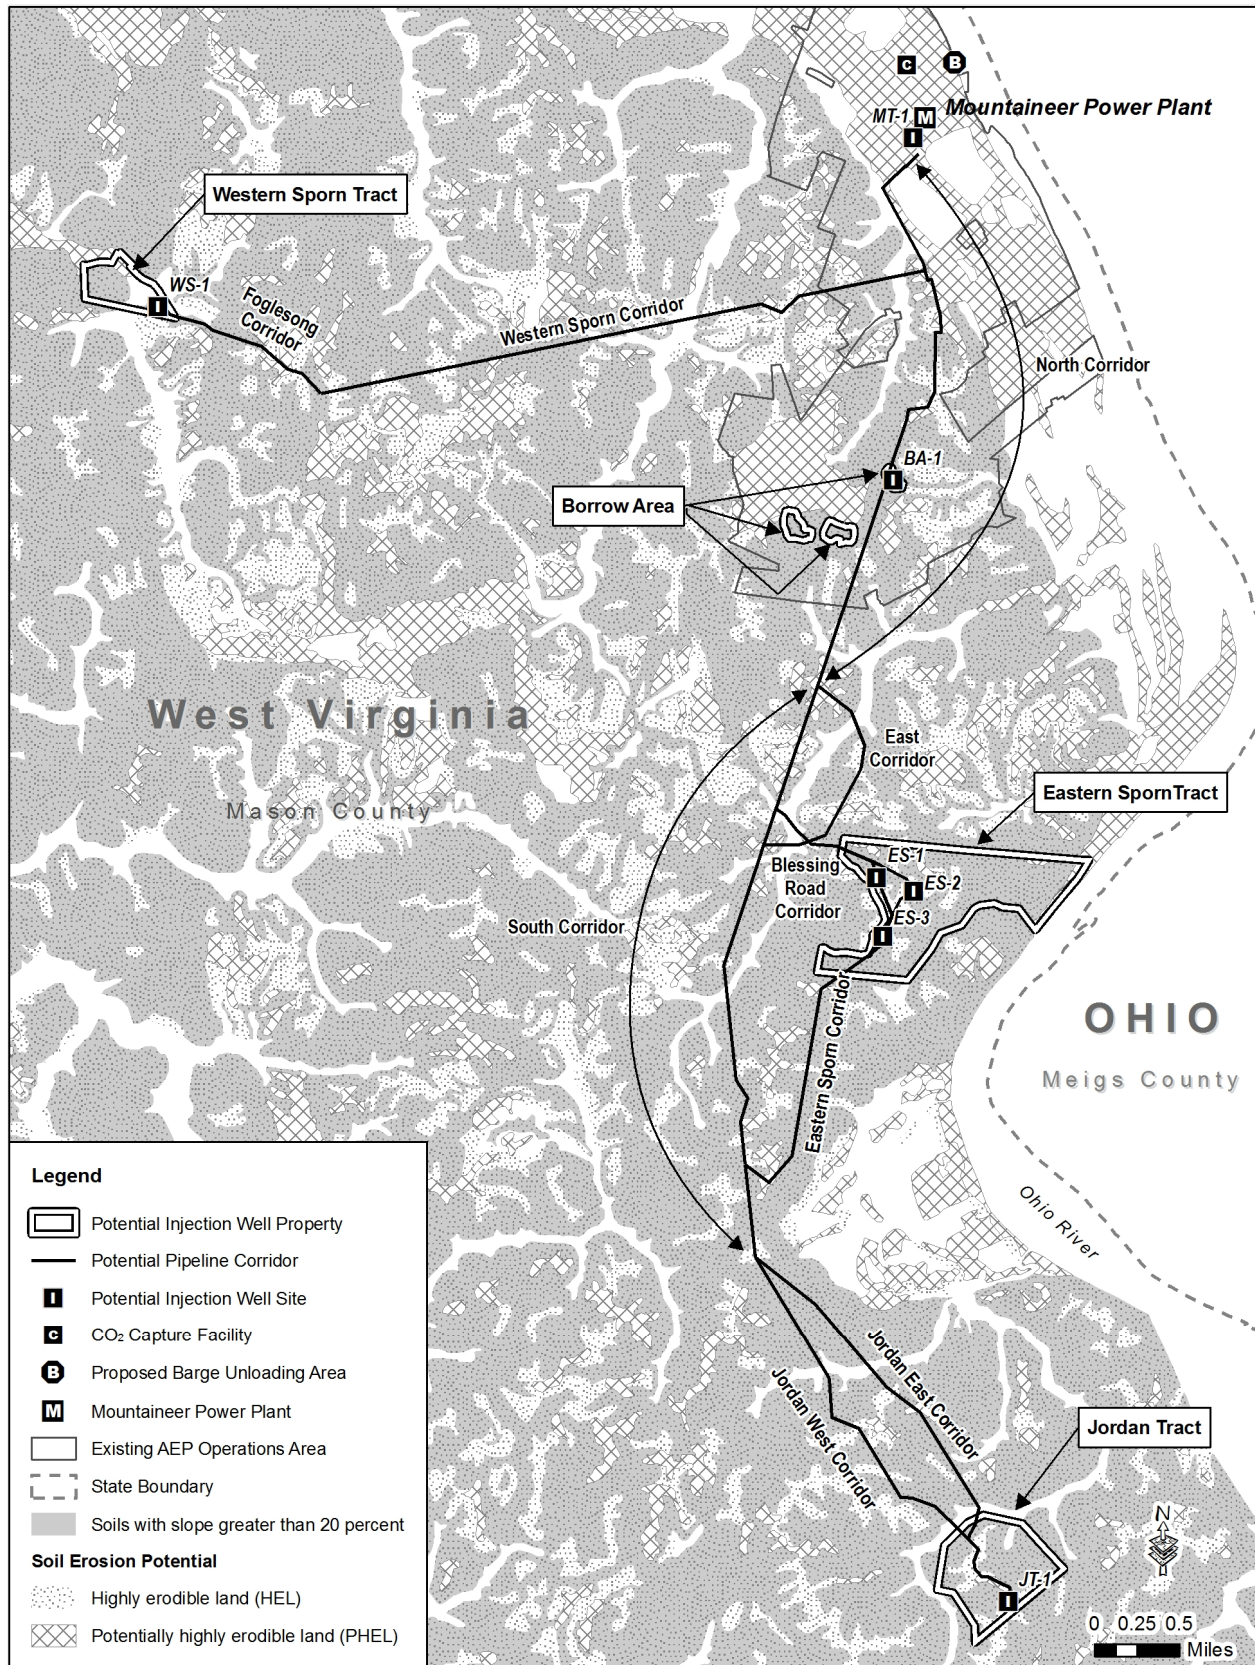 C
B
Mountaineer Power Plant
MT-1
M
I
Western Sporn Tract
WS-1
I
Foglesong
Corridor
Western Sporn Corridor
North Corridor
BA-1
I
Borrow Area
West Virginia
Mason County
East
Corridor
Eastern SpornTract
ES-1
I
Blessing
Road
Corridor
ES-2
I
ES-3
I
South Corridor
Eastern Sporn Corridor
OHIO
Meigs County
Ohio River
Jordan East Corridor
Jordan West Corridor
Jordan Tract
JT-1
I
N
0 0.25 0.5
Miles
Legend
Potential Injection Well Property
Potential Pipeline Corridor
I Potential Injection Well Site
C CO₂ Capture Facility
B Proposed Barge Unloading Area
M Mountaineer Power Plant
Existing AEP Operations Area
State Boundary
Soils with slope greater than 20 percent
Soil Erosion Potential
Highly erodible land (HEL)
Potentially highly erodible land (PHEL)